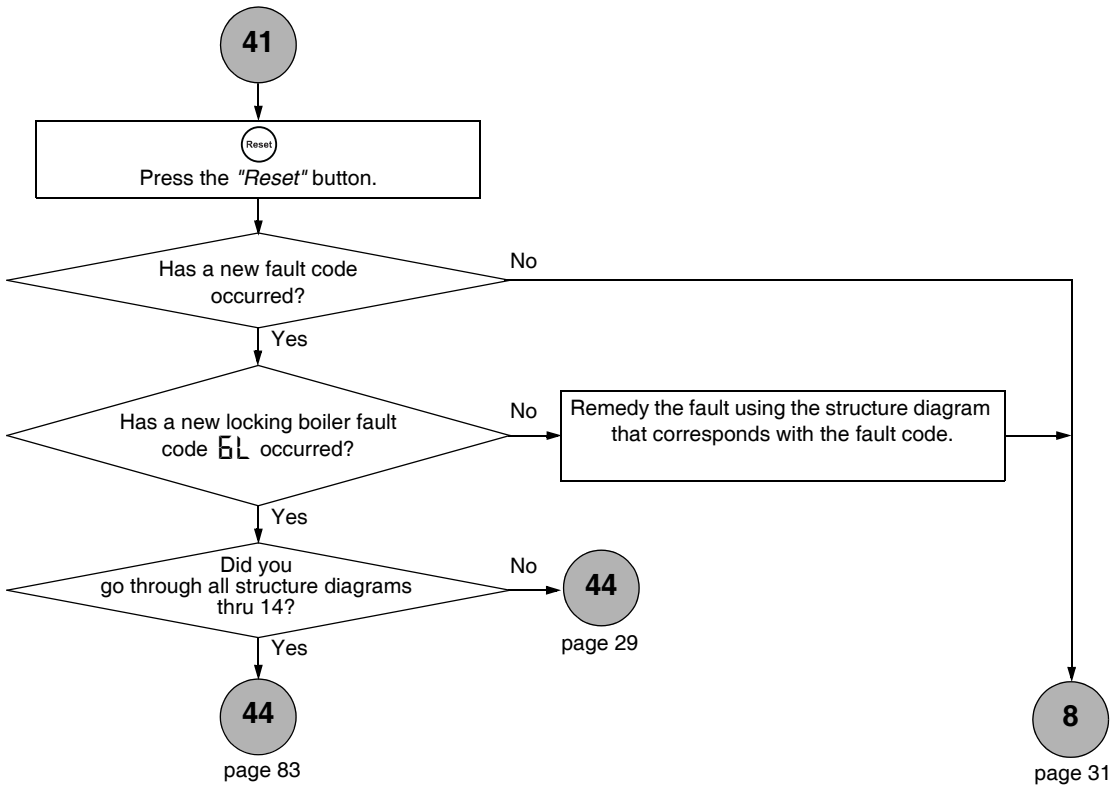 41
Reset
Press the "Reset" button.
Has a new fault code
occurred?
No
Yes
Has a new locking boiler fault
code 6L occurred?
No
Remedy the fault using the structure diagram
that corresponds with the fault code.
Yes
Did you
go through all structure diagrams
thru 14?
No
44
page 29
Yes
44
page 83
8
page 31